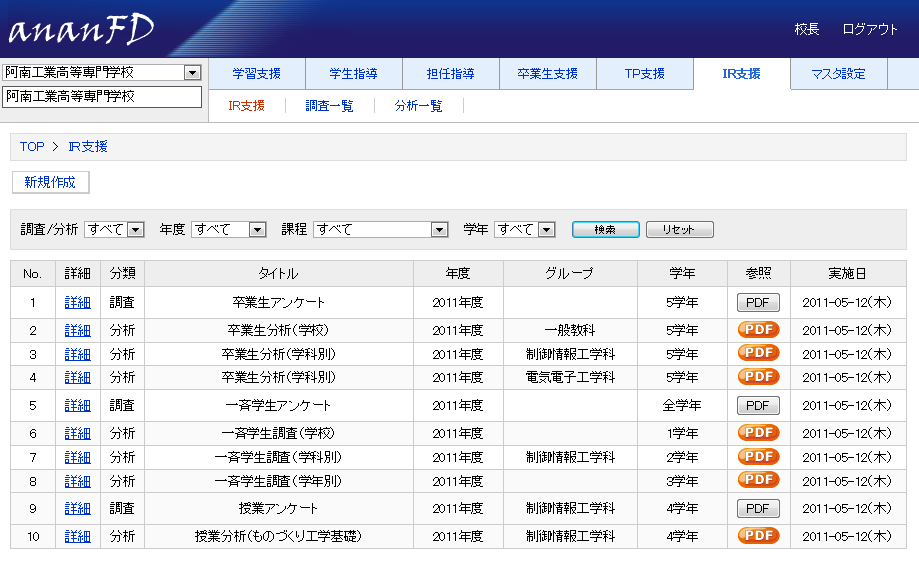 ananFD
校長 ログアウト
阿南工業高等専門学校
阿南工業高等専門学校
学習支援 学生指導 担任指導 卒業生支援 TP支援 IR支援 マスタ設定
IR支援 調査一覧 分析一覧
TOP > IR支援
新規作成
調査/分析 すべて 年度 すべて 課程 すべて 学年 すべて 検索 リセット
No. 詳細 分類 タイトル 年度 グループ 学年 参照 実施日
1 詳細 調査 卒業生アンケート 2011年度 5学年 PDF 2011-05-12(木)
2 詳細 分析 卒業生分析(学校) 2011年度 一般教科 5学年 PDF 2011-05-12(木)
3 詳細 分析 卒業生分析(学科別) 2011年度 制御情報工学科 5学年 PDF 2011-05-12(木)
4 詳細 分析 卒業生分析(学科別) 2011年度 電気電子工学科 5学年 PDF 2011-05-12(木)
5 詳細 調査 一斉学生アンケート 2011年度 全学年 PDF 2011-05-12(木)
6 詳細 分析 一斉学生調査(学校) 2011年度 1学年 PDF 2011-05-12(木)
7 詳細 分析 一斉学生調査(学科別) 2011年度 制御情報工学科 2学年 PDF 2011-05-12(木)
8 詳細 分析 一斉学生調査(学年別) 2011年度 3学年 PDF 2011-05-12(木)
9 詳細 調査 授業アンケート 2011年度 制御情報工学科 4学年 PDF 2011-05-12(木)
10 詳細 分析 授業分析(ものづくり工学基礎) 2011年度 制御情報工学科 4学年 PDF 2011-05-12(木)